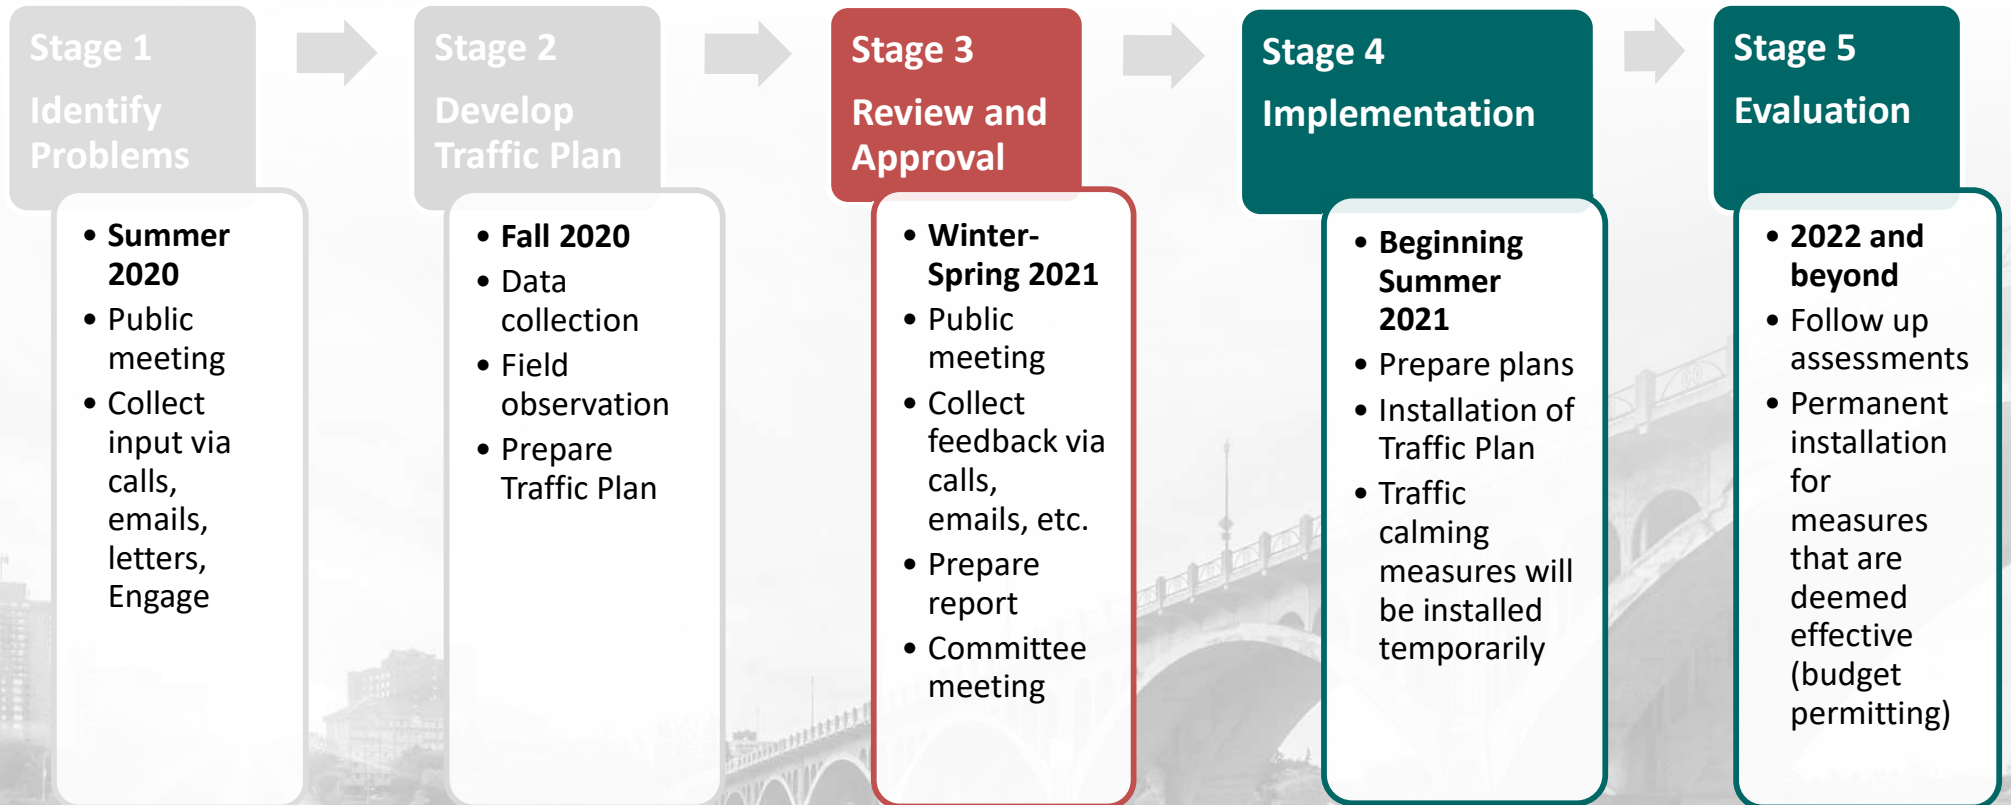 Stage 1
Identify
Problems
• Summer
2020
• Public
meeting
• Collect
input via
calls,
emails,
letters,
Engage
Stage 2
Develop
Traffic Plan
• Fall 2020
• Data
collection
• Field
observation
• Prepare
Traffic Plan
Stage 3
Review and
Approval
• Winter-
Spring 2021
• Public
meeting
• Collect
feedback via
calls,
emails, etc.
• Prepare
report
• Committee
meeting
Stage 4
Implementation
• Beginning
Summer
2021
• Prepare plans
• Installation of
Traffic Plan
• Traffic
calming
measures will
be installed
temporarily
Stage 5
Evaluation
• 2022 and
beyond
• Follow up
assessments
• Permanent
installation
for
measures
that are
deemed
effective
(budget
permitting)